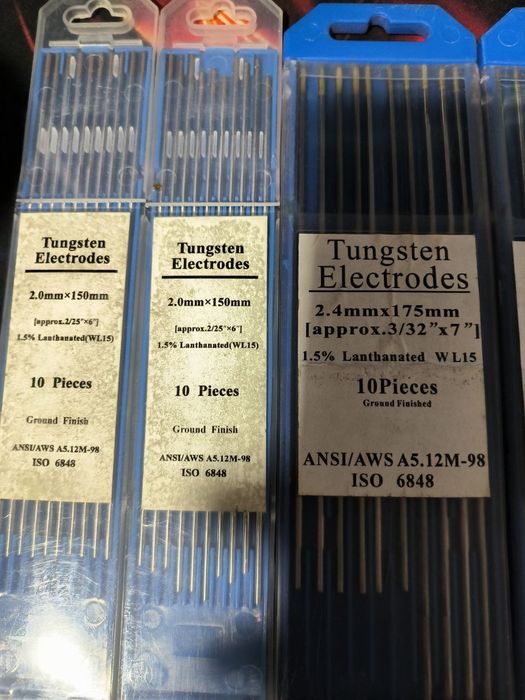 Tungsten
Electrodes
2.0mm×150mm
[approx.2/25"×6"]
1.5% Lanthanated(WL15)
10 Pieces
Ground Finish
ANSI/AWS A5.12M-98
ISO 6848
Tungsten
Electrodes
2.0mm×150mm
[approx.2/25"×6"]
1.5% Lanthanated(WL15)
10 Pieces
Ground Finish
ANSI/AWS A5.12M-98
ISO 6848
Tungsten
Electrodes
2.4mmx175mm
[approx.3/32"x7"]
1.5% Lanthanated WL15
10Pieces
Ground Finished
ANSI/AWS A5.12M-98
ISO 6848